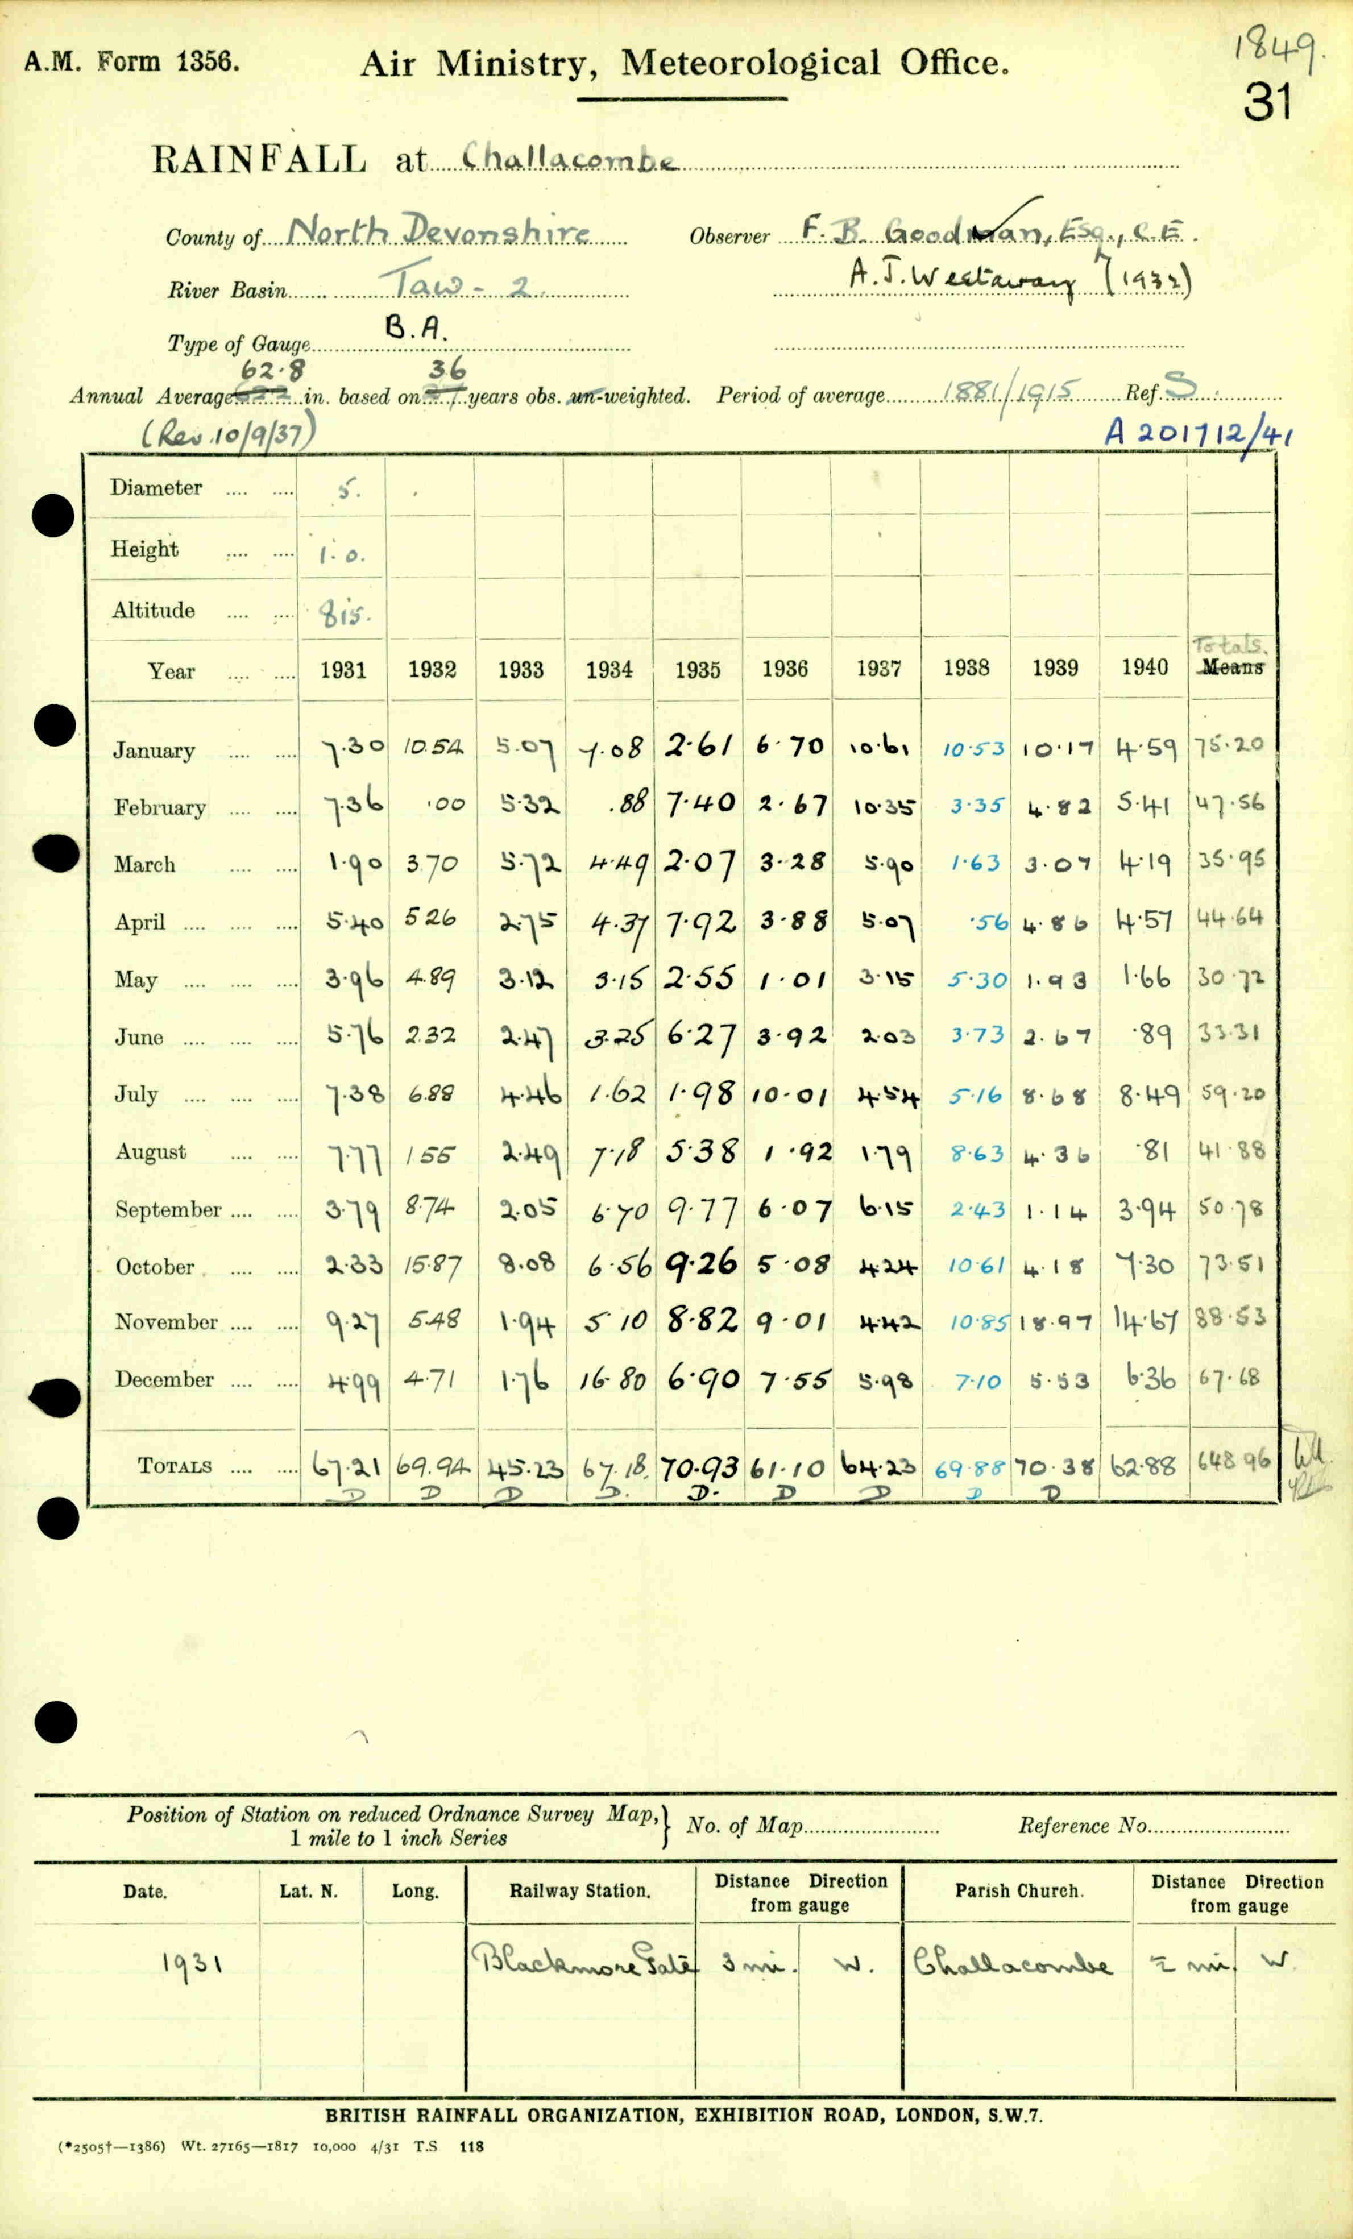 A.M. Form 1356.
Air Ministry, Meteorological Office.
1849.
31
RAINFALL at Challacombe
County of North Devonshire Observer F. B. Goodman, Esq., C.E.
River Basin Taw - 2. A. J. Westaway (1932)
Type of Gauge B.A.
62.8 36
Annual Average in. based on years obs. un-weighted. Period of average 1881/1915 Ref. S
(Rev. 10/9/37) A 201712/41
Diameter 5.
Height 1.0.
Altitude 815.
Totals.
Year 1931 1932 1933 1934 1935 1936 1937 1938 1939 1940 Means
January 7.30 10.54 5.07 7.08 2.61 6.70 10.61 10.53 10.17 4.59 75.20
February 7.36 .00 5.32 .88 7.40 2.67 10.35 3.35 4.82 5.41 47.56
March 1.90 3.70 5.72 4.49 2.07 3.28 5.90 1.63 3.07 4.19 35.95
April 5.40 5 26 2.75 4.37 7.92 3.88 5.07 .56 4.86 4.57 44.64
May 3.96 4.89 3.12 3.15 2.55 1.01 3.15 5.30 1.93 1.66 30.72
June 5.76 2.32 2.47 3.25 6.27 3.92 2.03 3.73 2.67 .89 33.31
July 7.38 6.88 4.46 1.62 1.98 10.01 4.54 5.16 8.68 8.49 59.20
August 7.77 1 55 2.49 7.18 5.38 1.92 1.79 8.63 4.36 .81 41.88
September 3.79 8.74 2.05 6.70 9.77 6.07 6.15 2.43 1.14 3.94 50.78
October 2.33 15.87 8.08 6.56 9.26 5.08 4.24 10.61 4.18 7.30 73.51
November 9.27 5.48 1.94 5 10 8.82 9.01 4.42 10.85 18.97 14.67 88.53
December 4.99 4.71 1.76 16.80 6.90 7.55 5.98 7.10 5.53 6.36 67.68
TOTALS 67.21 69.94 45.23 67.18. 70.93 61.10 64.23 69.88 70.38 62.88 648.96
D D D D. D. D D D D
Position of Station on reduced Ordnance Survey Map, } No. of Map Reference No.
1 mile to 1 inch Series
Date. Lat. N. Long. Railway Station. Distance from gauge Direction Parish Church. Distance from gauge Direction
1931 Blackmore Gate 3 mi. W. Challacombe ½ mi. W.
BRITISH RAINFALL ORGANIZATION, EXHIBITION ROAD, LONDON, S.W.7.
(*2505†—1386) Wt. 27165—1817 10,000 4/31 T.S 118